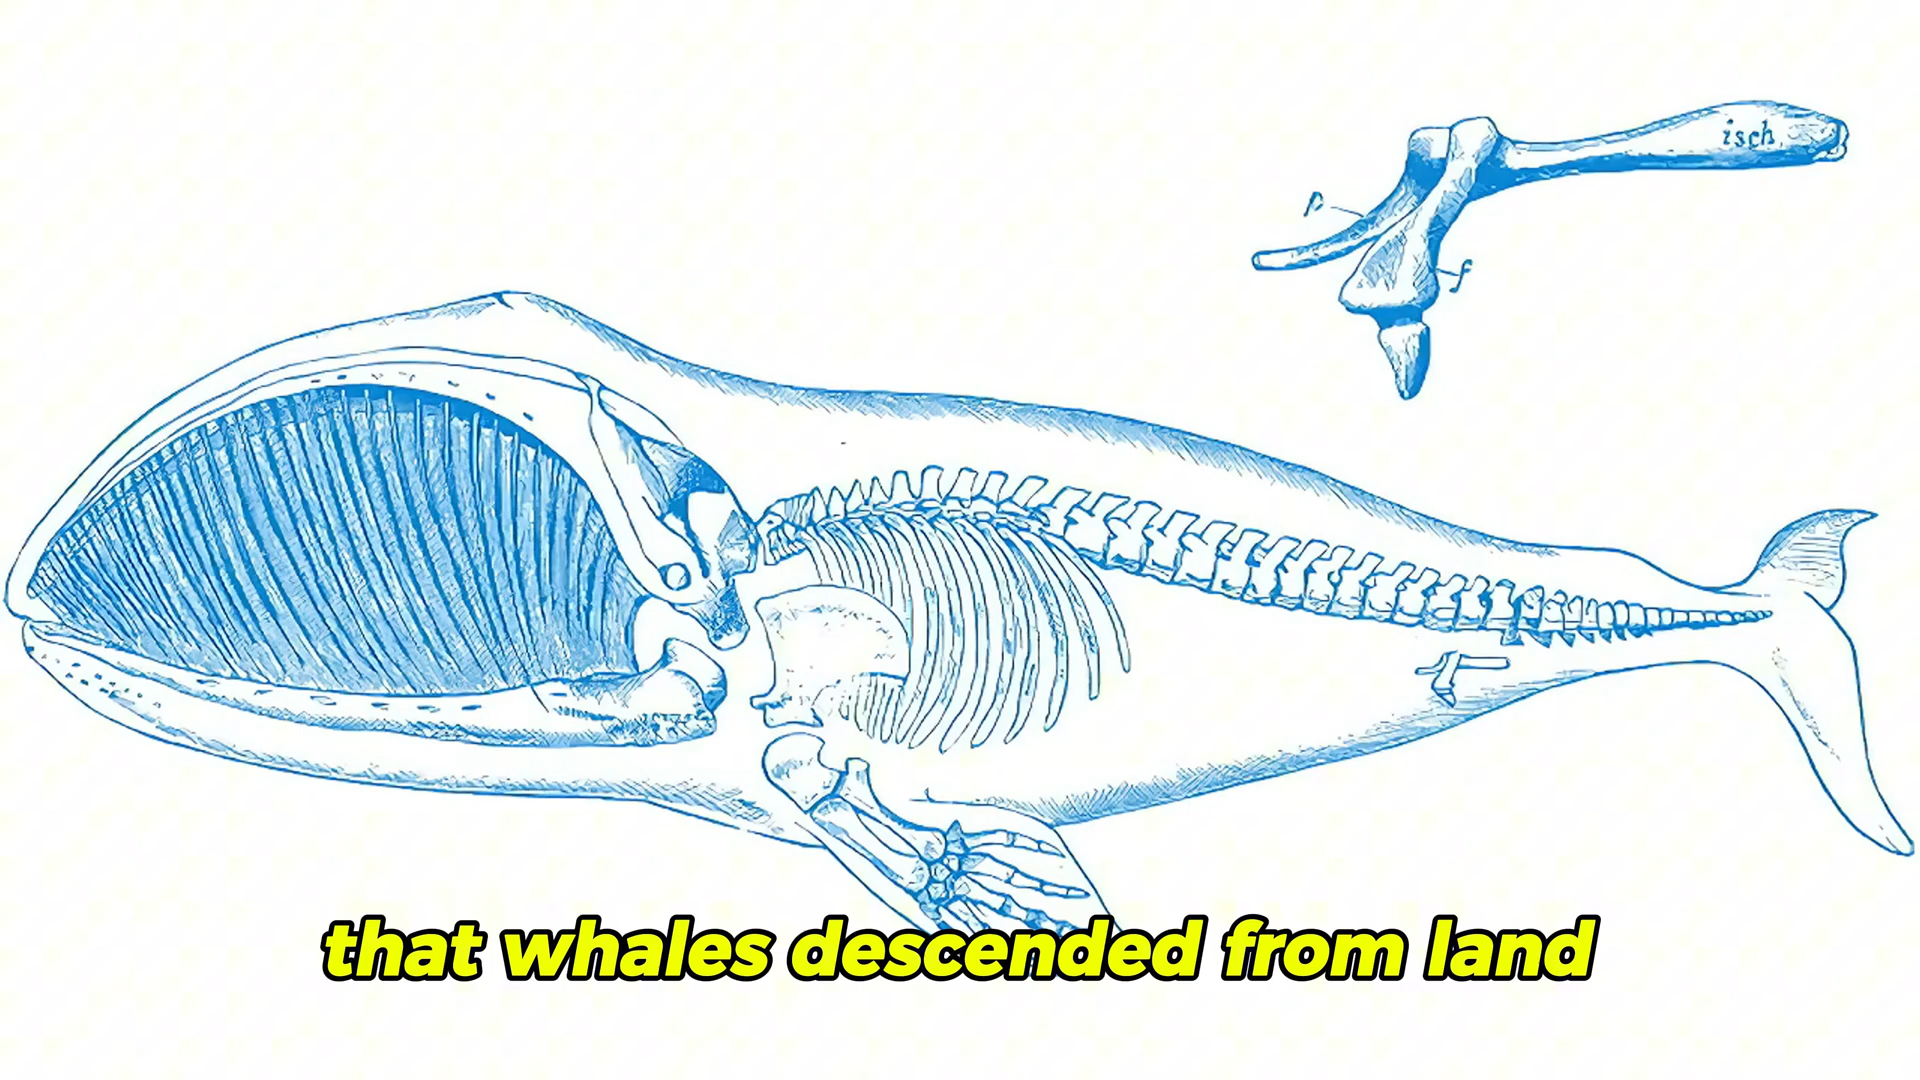 isch.
p
f
that whales descended from land